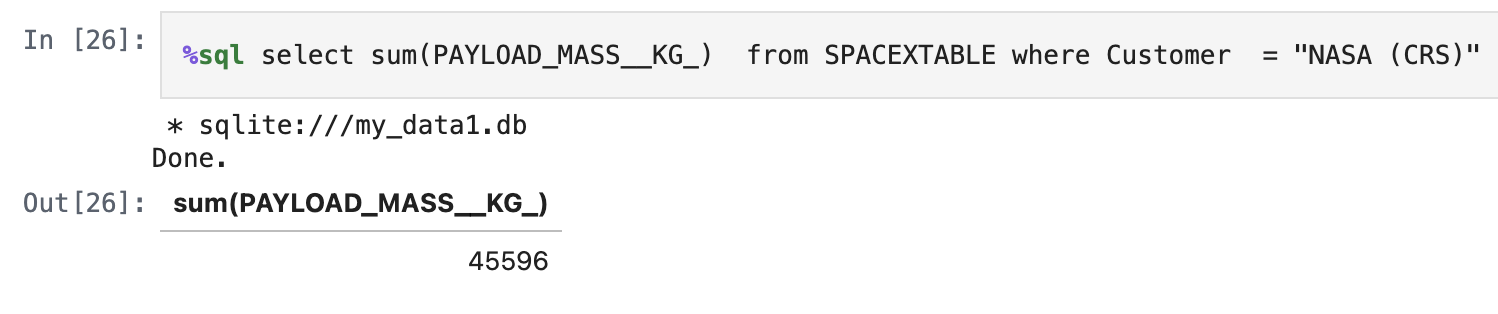 In [26]: %sql select sum(PAYLOAD_MASS__KG_)  from SPACEXTABLE where Customer  = "NASA (CRS)"
* sqlite:///my_data1.db
Done.
Out[26]: sum(PAYLOAD_MASS__KG_)
45596